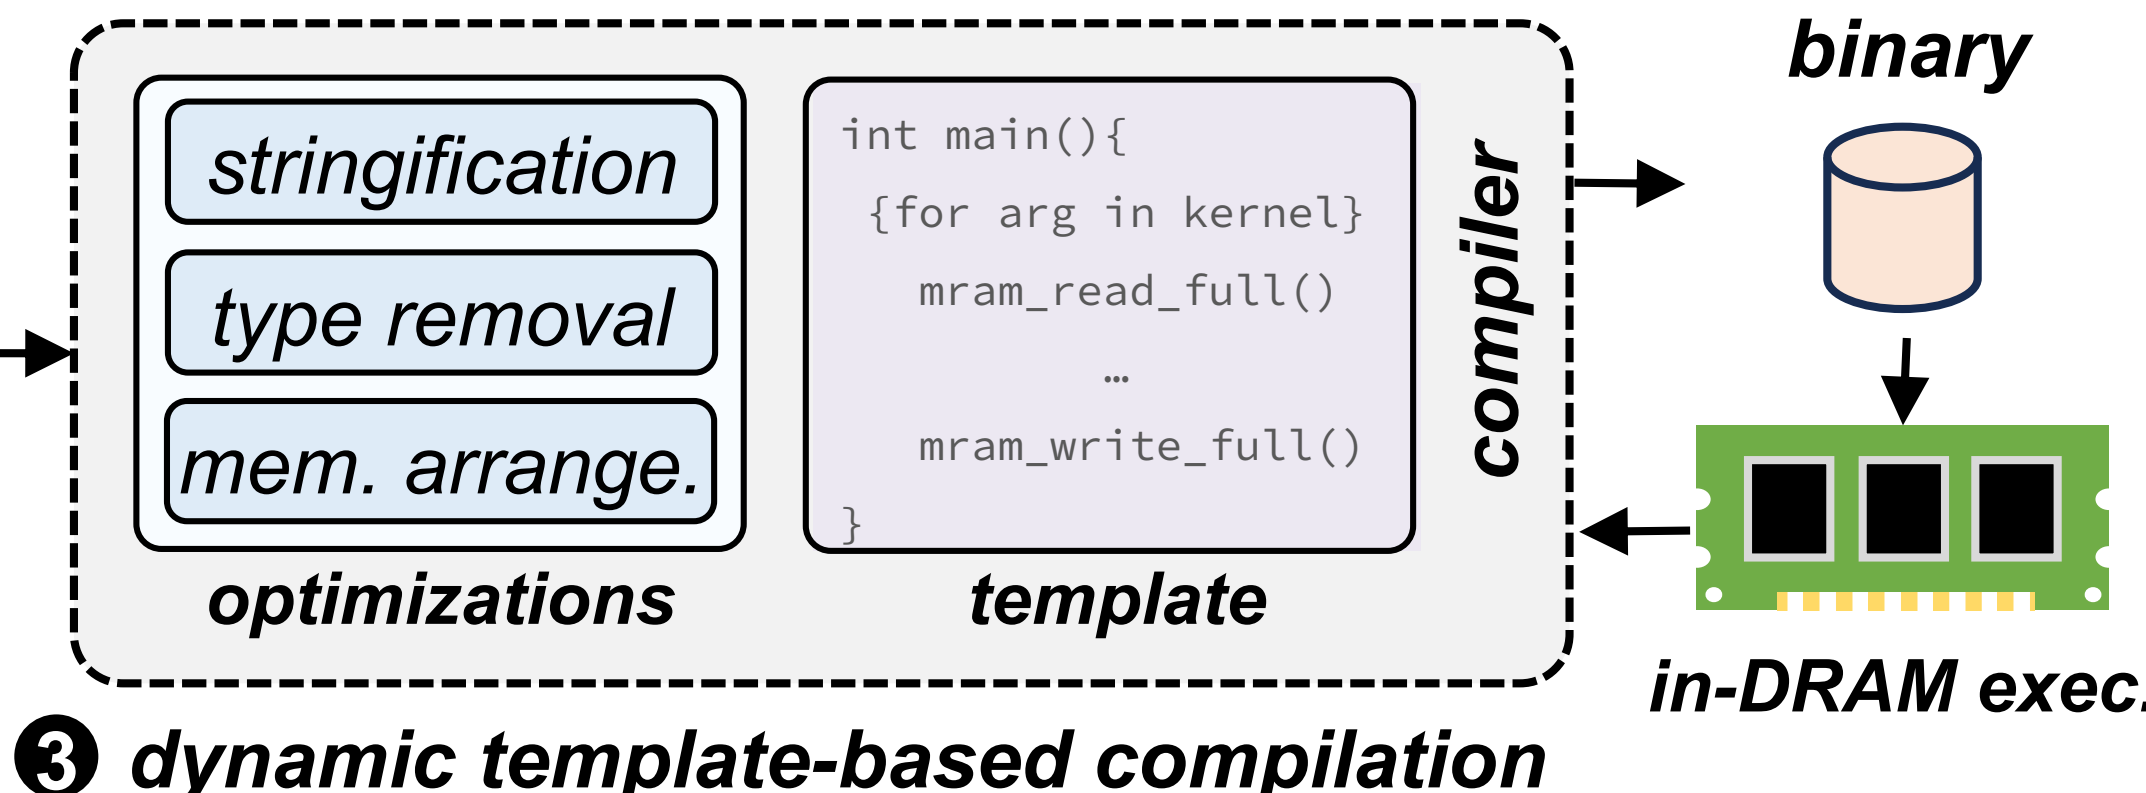 stringification
type removal
mem. arrange.
optimizations
int main(){
{for arg in kernel}
mram_read_full()
…
mram_write_full()
}
template
compiler
binary
in-DRAM exec.
3 dynamic template-based compilation